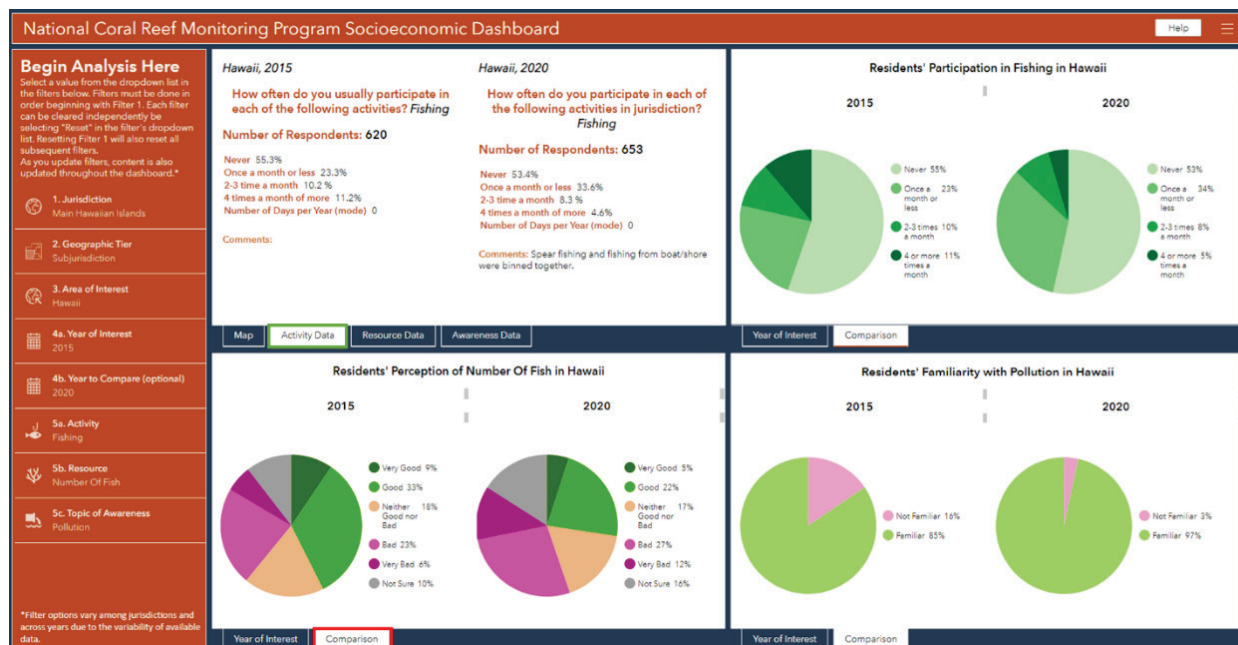 National Coral Reef Monitoring Program Socioeconomic Dashboard
Help
Begin Analysis Here
Select a value from the dropdown list in
the filters below. Filters must be done in
order beginning with Filter 1. Each filter
can be cleared independently be
selecting "Reset" in the filter's dropdown
list. Resetting Filter 1 will also reset all
subsequent filters.
As you update filters, content is also
updated throughout the dashboard.*
1. Jurisdiction
Main Hawaiian Islands
2. Geographic Tier
Subjurisdiction
3. Area of Interest
Hawaii
4a. Year of Interest
2015
4b. Year to Compare (optional)
2020
5a. Activity
Fishing
5b. Resource
Number Of Fish
5c. Topic of Awareness
Pollution
*Filter options vary among jurisdictions and
across years due to the variability of available
data.
Hawaii, 2015
How often do you usually participate in
each of the following activities? Fishing
Number of Respondents: 620
Never 55.3%
Once a month or less 23.3%
2-3 time a month 10.2 %
4 times a month of more 11.2%
Number of Days per Year (mode) 0
Comments:
Hawaii, 2020
How often do you participate in each of
the following activities in jurisdiction?
Fishing
Number of Respondents: 653
Never 53.4%
Once a month or less 33.6%
2-3 time a month 8.3 %
4 times a month of more 4.6%
Number of Days per Year (mode) 0
Comments: Spear fishing and fishing from boat/shore
were binned together.
Map
Activity Data
Resource Data
Awareness Data
Residents' Participation in Fishing in Hawaii
2015
Never 55%
Once a 23%
month or
less
2-3 times 10%
a month
4 or more 11%
times a
month
2020
Never 53%
Once a 34%
month or
less
2-3 times 8%
a month
4 or more 5%
times a
month
Year of Interest
Comparison
Residents' Perception of Number Of Fish in Hawaii
2015
Very Good 9%
Good 33%
Neither 18%
Good nor
Bad
Bad 23%
Very Bad 6%
Not Sure 10%
2020
Very Good 5%
Good 22%
Neither 17%
Good nor
Bad
Bad 27%
Very Bad 12%
Not Sure 16%
Year of Interest
Comparison
Residents' Familiarity with Pollution in Hawaii
2015
Not Familiar 16%
Familiar 85%
2020
Not Familiar 3%
Familiar 97%
Year of Interest
Comparison